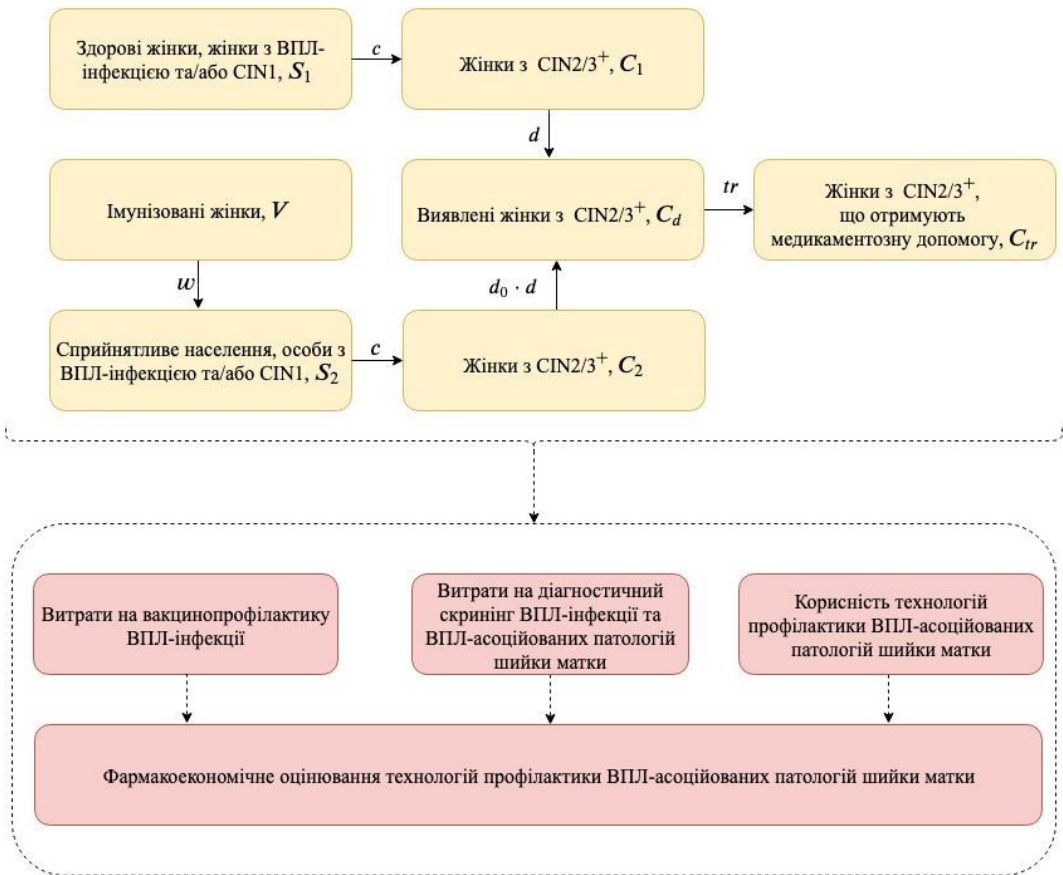 Здорові жінки, жінки з ВПЛ-
інфекцією та/або CIN1, S₁
c
Жінки з CIN2/3⁺, C₁
d
Імунізовані жінки, V
Виявлені жінки з CIN2/3⁺, C_d
tr
Жінки з CIN2/3⁺,
що отримують
медикаментозну допомогу, C_tr
w
d₀ · d
Сприйнятливе населення, особи з
ВПЛ-інфекцією та/або CIN1, S₂
c
Жінки з CIN2/3⁺, C₂
Витрати на вакцинопрофілактику
ВПЛ-інфекції
Витрати на діагностичний
скринінг ВПЛ-інфекції та
ВПЛ-асоційованих патологій
шийки матки
Корисність технологій
профілактики ВПЛ-асоційованих
патологій шийки матки
Фармакоекономічне оцінювання технологій профілактики ВПЛ-асоційованих патологій шийки матки